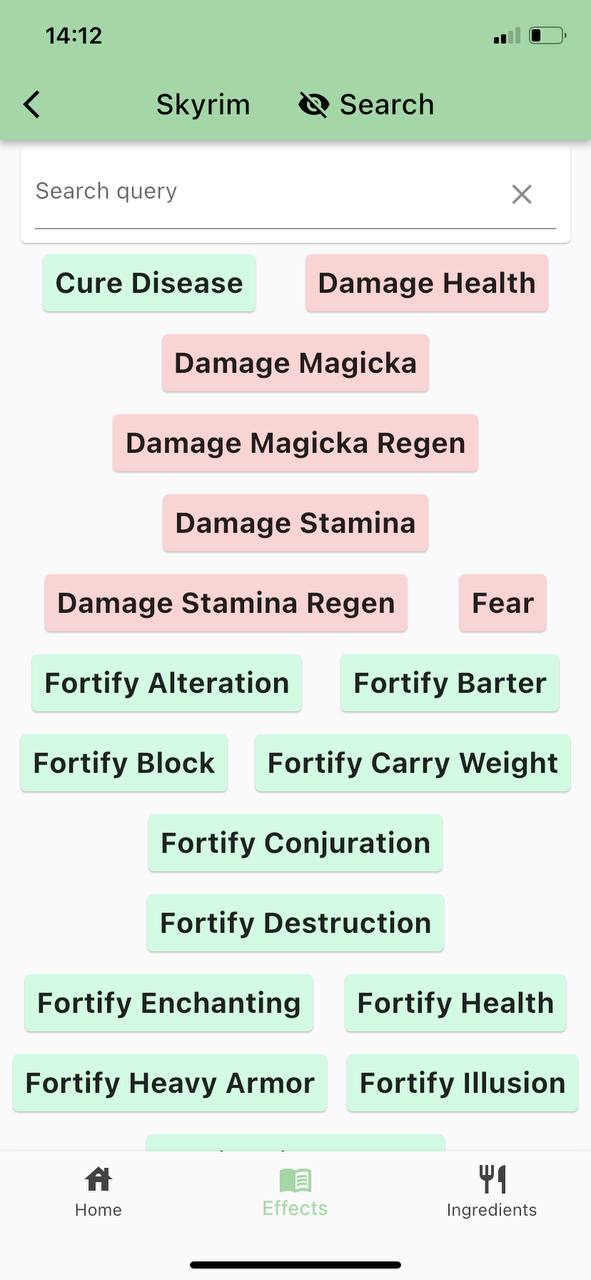 14:12
Skyrim Search
Search query
Cure Disease Damage Health
Damage Magicka
Damage Magicka Regen
Damage Stamina
Damage Stamina Regen Fear
Fortify Alteration Fortify Barter
Fortify Block Fortify Carry Weight
Fortify Conjuration
Fortify Destruction
Fortify Enchanting Fortify Health
Fortify Heavy Armor Fortify Illusion
Home Effects Ingredients